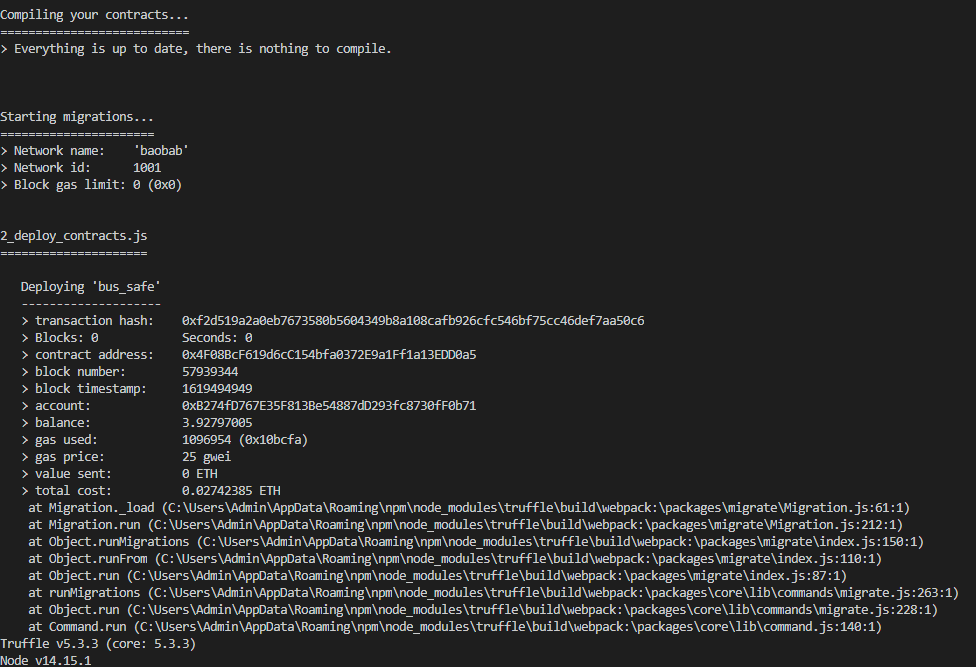 Compiling your contracts...
===========================
> Everything is up to date, there is nothing to compile.
Starting migrations...
======================
> Network name:    'baobab'
> Network id:      1001
> Block gas limit: 0 (0x0)
2_deploy_contracts.js
=====================
Deploying 'bus_safe'
--------------------
> transaction hash:    0xf2d519a2a0eb7673580b5604349b8a108cafb926cfc546bf75cc46def7aa50c6
> Blocks: 0            Seconds: 0
> contract address:    0x4F08BcF619d6cC154bfa0372E9a1Ff1a13EDD0a5
> block number:        57939344
> block timestamp:     1619494949
> account:             0xB274fD767E35F813Be54887dD293fc8730fF0b71
> balance:             3.92797005
> gas used:            1096954 (0x10bcfa)
> gas price:           25 gwei
> value sent:          0 ETH
> total cost:          0.02742385 ETH
at Migration._load (C:\Users\Admin\AppData\Roaming\npm\node_modules\truffle\build\webpack:\packages\migrate\Migration.js:61:1)
at Migration.run (C:\Users\Admin\AppData\Roaming\npm\node_modules\truffle\build\webpack:\packages\migrate\Migration.js:212:1)
at Object.runMigrations (C:\Users\Admin\AppData\Roaming\npm\node_modules\truffle\build\webpack:\packages\migrate\index.js:150:1)
at Object.runFrom (C:\Users\Admin\AppData\Roaming\npm\node_modules\truffle\build\webpack:\packages\migrate\index.js:110:1)
at Object.run (C:\Users\Admin\AppData\Roaming\npm\node_modules\truffle\build\webpack:\packages\migrate\index.js:87:1)
at runMigrations (C:\Users\Admin\AppData\Roaming\npm\node_modules\truffle\build\webpack:\packages\core\lib\commands\migrate.js:263:1)
at Object.run (C:\Users\Admin\AppData\Roaming\npm\node_modules\truffle\build\webpack:\packages\core\lib\commands\migrate.js:228:1)
at Command.run (C:\Users\Admin\AppData\Roaming\npm\node_modules\truffle\build\webpack:\packages\core\lib\command.js:140:1)
Truffle v5.3.3 (core: 5.3.3)
Node v14.15.1